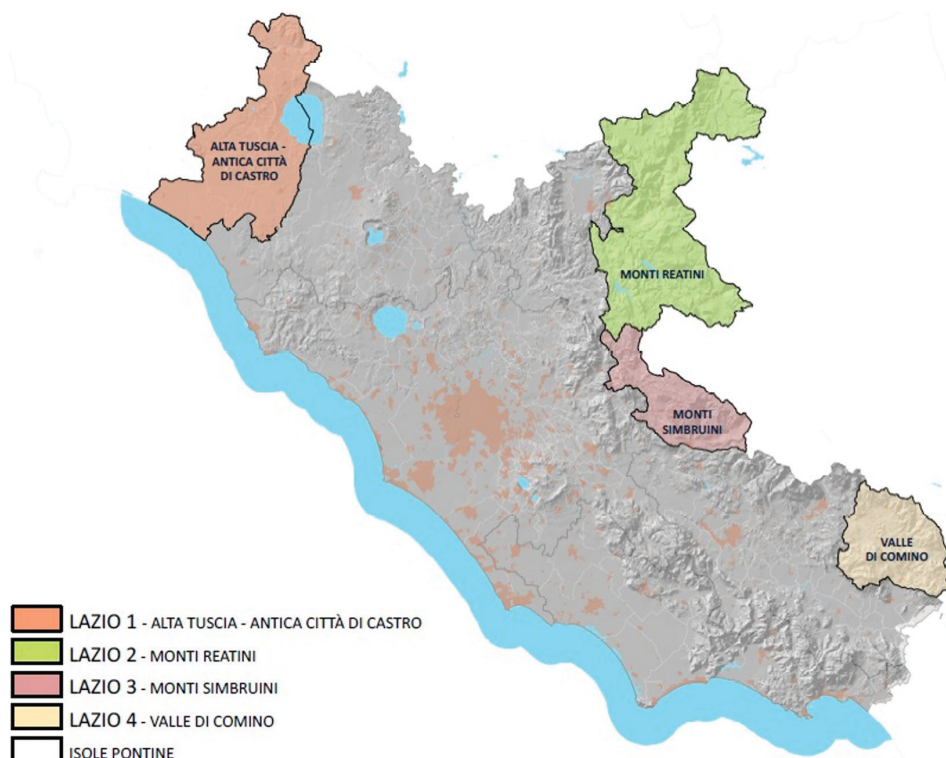 ALTA TUSCIA -
ANTICA CITTÀ
DI CASTRO
MONTI REATINI
MONTI
SIMBRUINI
VALLE
DI COMINO
LAZIO 1 - ALTA TUSCIA - ANTICA CITTÀ DI CASTRO
LAZIO 2 - MONTI REATINI
LAZIO 3 - MONTI SIMBRUINI
LAZIO 4 - VALLE DI COMINO
ISOLE PONTINE